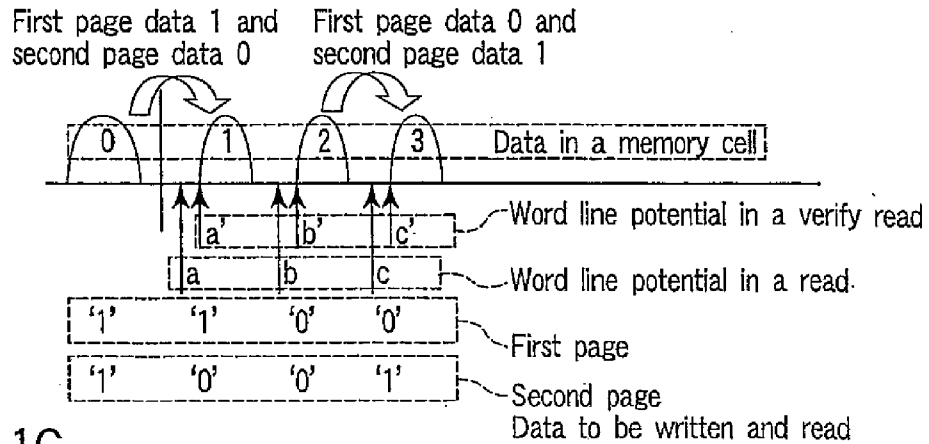 First page data 1 and First page data 0 and
second page data 0 second page data 1
0 1 2 3 Data in a memory cell
a' b' c' Word line potential in a verify read
a b c Word line potential in a read
'1' '1' '0' '0'
First page
'1' '0' '0' '1'
Second page
Data to be written and read
1C